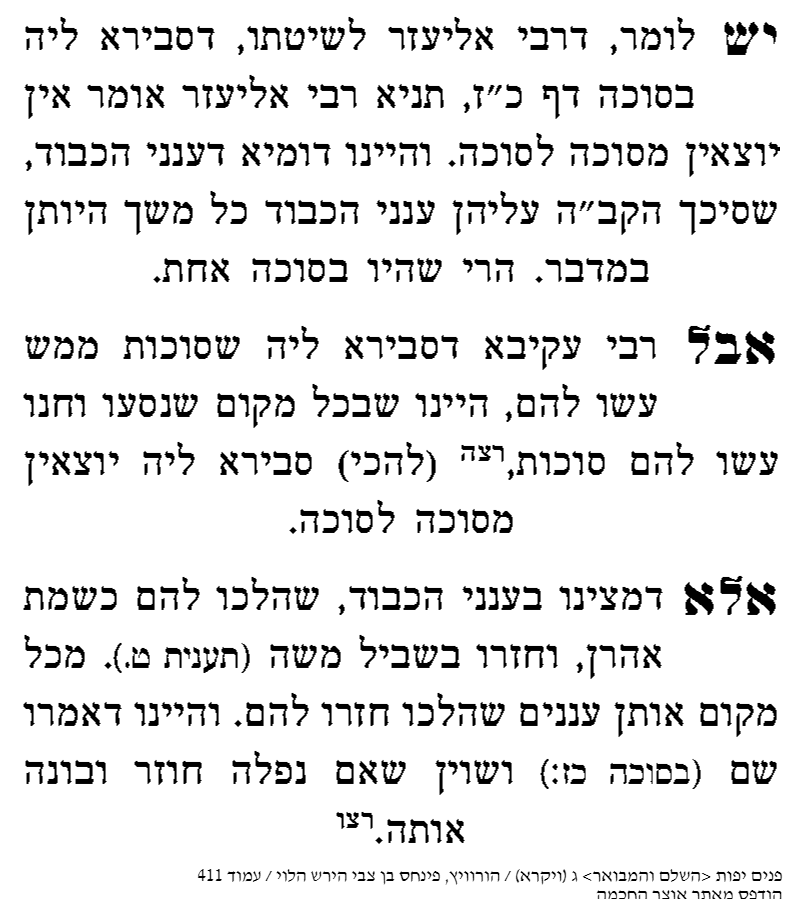 יש לומר, דרבי אליעזר לשיטתו, דסבירא ליה
בסוכה דף כ״ז, תניא רבי אליעזר אומר אין
יוצאין מסוכה לסוכה. והיינו דומיא דענני הכבוד,
שסיכך הקב״ה עליהן ענני הכבוד כל משך היותן
במדבר. הרי שהיו בסוכה אחת.
אבל רבי עקיבא דסבירא ליה שסוכות ממש
עשו להם, היינו שבכל מקום שנסעו וחנו
עשו להם סוכות,רצה (להכי) סבירא ליה יוצאין
מסוכה לסוכה.
אלא דמצינו בענני הכבוד, שהלכו להם כשמת
אהרן, וחזרו בשביל משה (תענית ט.). מכל
מקום אותן עננים שהלכו חזרו להם. והיינו דאמרו
שם (בסוכה כז:) ושוין שאם נפלה חוזר ובונה
אותה.רצו
פנים יפות <השלם והמבואר> ג (ויקרא) / הורוויץ, פינחס בן צבי הירש הלוי / עמוד 411
הודפס מאתר אוצר החכמה